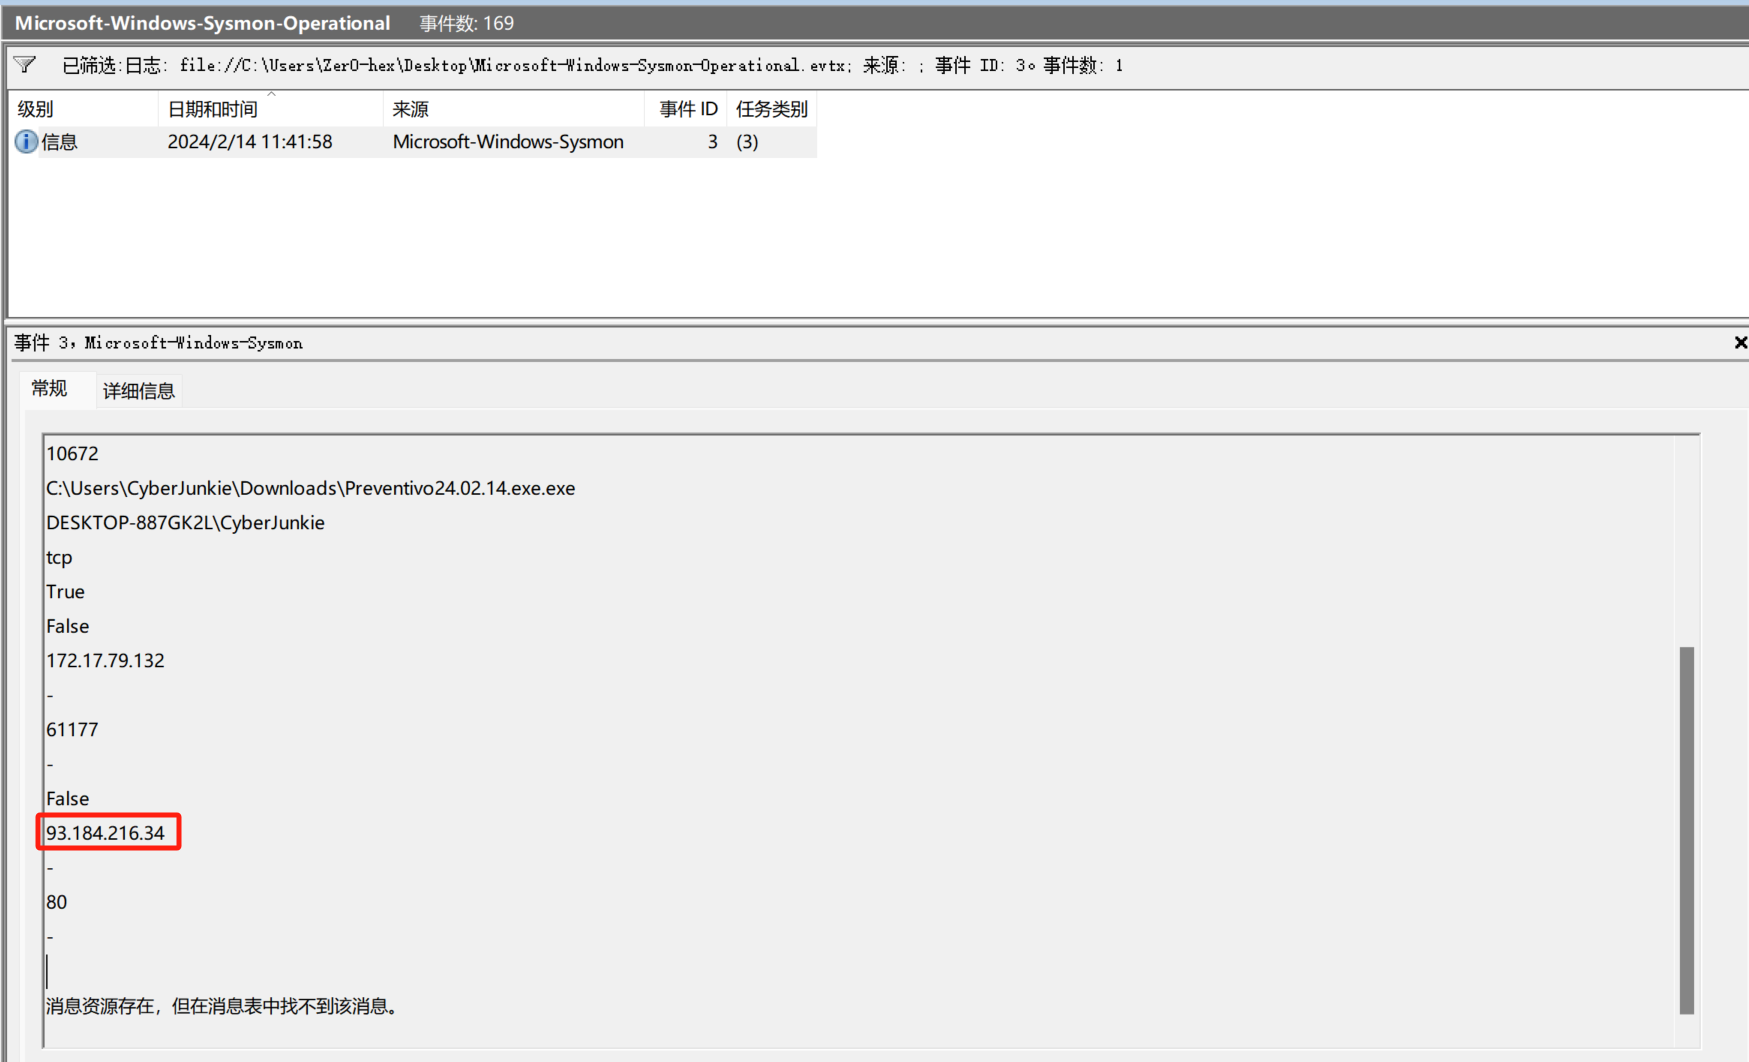 Microsoft-Windows-Sysmon-Operational 事件数: 169
已筛选:日志: file://C:\Users\ZerO-hex\Desktop\Microsoft-Windows-Sysmon-Operational.evtx; 来源: ; 事件 ID: 3。事件数: 1
级别 日期和时间 来源 事件 ID 任务类别
信息 2024/2/14 11:41:58 Microsoft-Windows-Sysmon 3 (3)
事件 3，Microsoft-Windows-Sysmon
常规 详细信息
10672
C:\Users\CyberJunkie\Downloads\Preventivo24.02.14.exe.exe
DESKTOP-887GK2L\CyberJunkie
tcp
True
False
172.17.79.132
-
61177
-
False
93.184.216.34
-
80
-
消息资源存在，但在消息表中找不到该消息。